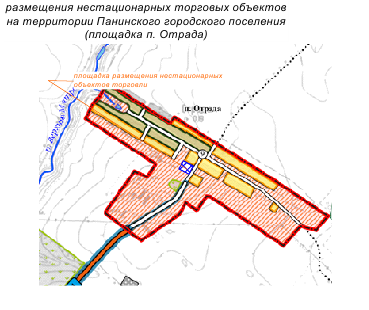 размещения нестационарных торговых объектов
на территории Панинского городского поселения
(площадка п. Отрада)
площадка размещения нестационарных
объектов торговли
п. Отрада